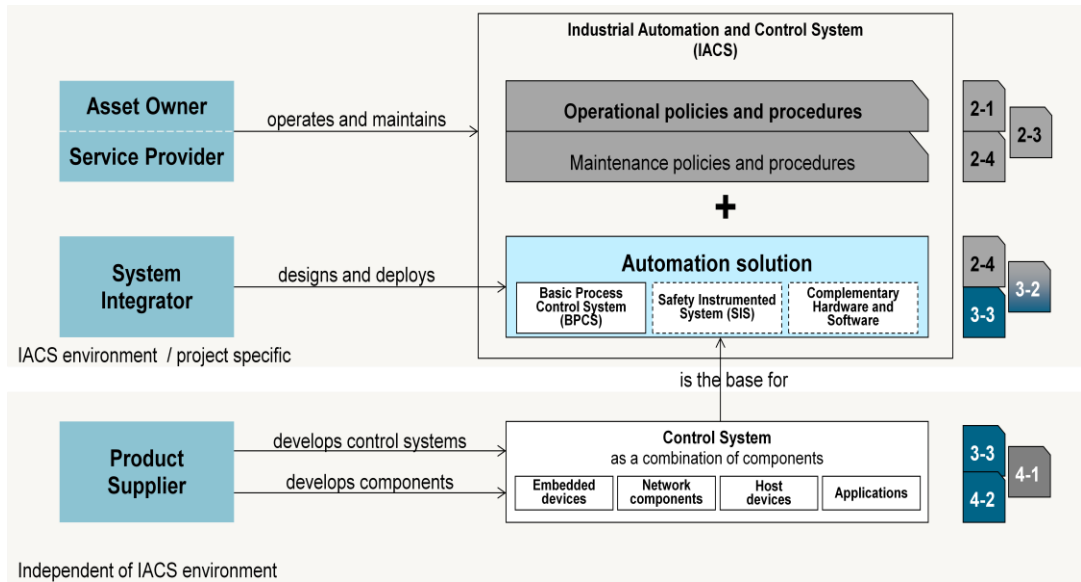 Industrial Automation and Control System
(IACS)
Asset Owner
Service Provider
operates and maintains
Operational policies and procedures
Maintenance policies and procedures
2-1
2-4
2-3
+
System
Integrator
designs and deploys
Automation solution
Basic Process
Control System
(BPCS)
Safety Instrumented
System (SIS)
Complementary
Hardware and
Software
2-4
3-3
3-2
IACS environment / project specific
is the base for
Product
Supplier
develops control systems
develops components
Control System
as a combination of components
Embedded
devices
Network
components
Host
devices
Applications
3-3
4-2
4-1
Independent of IACS environment